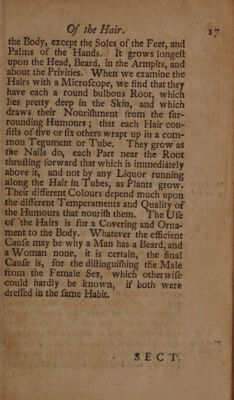 Of the Hair. 17
the Body, except the Soles of the Feet, and
Palms of the Hands. It grows longeſt
upon the Head, Beard, in the Armpits, and
about the Privities. When we examine the
Hairs with a Microſcope, we find that they
have each a round bulbous Root, which
lies pretty deep in the Skin, and which
draws their Nouriſhment from the ſur-
rounding Humours; that each Hair con-
ſiſts of five or ſix others wrapt up in a com-
mon Tegument or Tube. They grow as
the Nails do, each Part near the Root
thruſting forward that which is immediately
above it, and not by any Liquor running
along the Hair in Tubes, as Plants grow.
Their different Colours depend much upon
the different Temperaments and Quality of
the Humours that nouriſh them. The Uſe
of the Hairs is for a Covering and Orna-
ment to the Body. Whatever the efficient
Cauſe may be why a Man has a Beard, and
a Woman none, it is certain, the final
Cauſe is, for the diſtinguiſhing the Male
from the Female Sex, which otherwiſe
could hardly be known, if both were
dreſſed in the ſame Habit.
SECT.